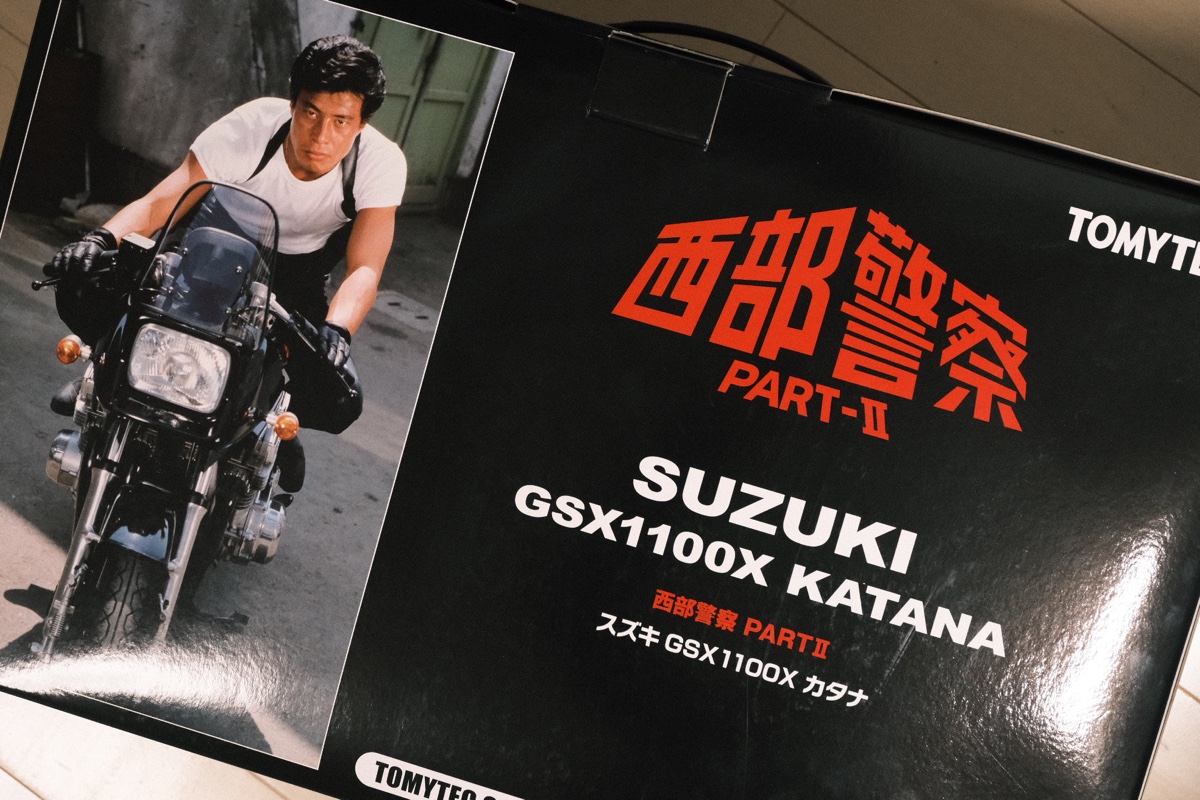 TOMYTE
西部警察
PART-II
SUZUKI
GSX1100X KATANA
西部警察 PARTII
スズキ GSX1100X カタナ
TOMYTEC